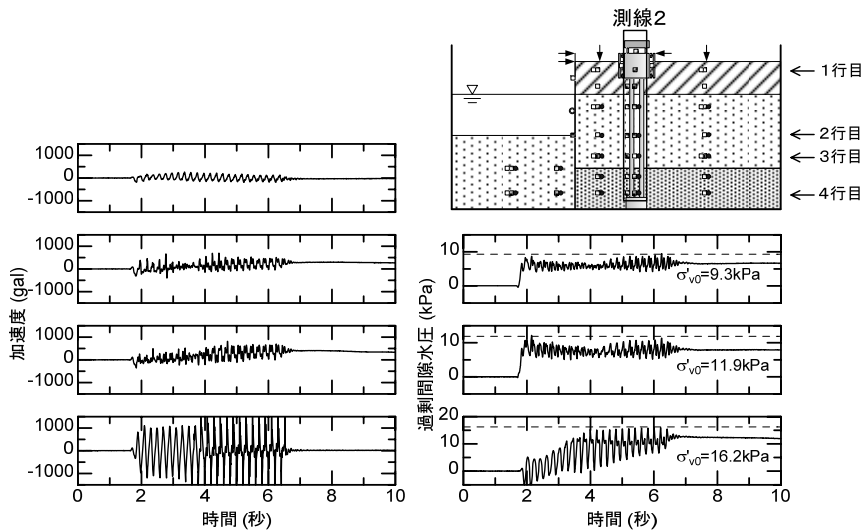 測線2
←1行目
←2行目
←3行目
←4行目
加速度 (gal)
1000
0
-1000
1000
0
-1000
1000
0
-1000
1000
0
-1000
0 2 4 6 8 10
時間 (秒)
過剰間隙水圧 (kPa)
10
0
σ'v0=9.3kPa
10
0
σ'v0=11.9kPa
20
10
0
σ'v0=16.2kPa
0 2 4 6 8 10
時間 (秒)